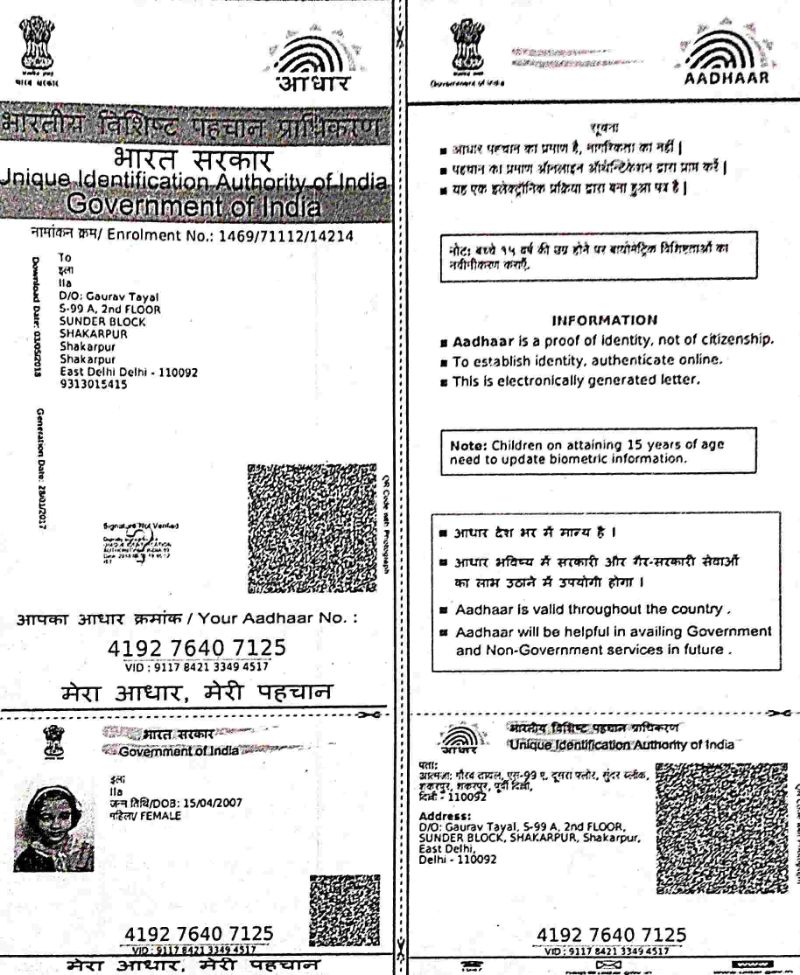 भारत सरकार
आधार
भारतीय विशिष्ट पहचान प्राधिकरण
भारत सरकार
Unique Identification Authority of India
Government of India
नामांकन क्रम/ Enrolment No.: 1469/71112/14214
Download Date: 03/05/2018
Generation Date: 28/03/2017
To
इला
Ila
D/O: Gaurav Tayal
S-99 A, 2nd FLOOR
SUNDER BLOCK
SHAKARPUR
Shakarpur
Shakarpur
East Delhi Delhi - 110092
9313015415
Signature Not Verified
QR Code with Photograph
आपका आधार क्रमांक / Your Aadhaar No. :
4192 7640 7125
VID : 9117 8421 3349 4517
मेरा आधार, मेरी पहचान
भारत सरकार
Government of India
इला
Ila
जन्म तिथि/DOB: 15/04/2007
महिला/ FEMALE
4192 7640 7125
VID : 9117 8421 3349 4517
मेरा आधार, मेरी पहचान
Government of India
AADHAAR
सूचना
■ आधार पहचान का प्रमाण है, नागरिकता का नहीं |
■ पहचान का प्रमाण ऑनलाइन ऑथेन्टिकेशन द्वारा प्राप्त करें |
■ यह एक इलेक्ट्रॉनिक प्रक्रिया द्वारा बना हुआ पत्र है |
नोट: बच्चे १५ वर्ष की उम्र होने पर बायोमेट्रिक विशिष्टताओं का
नवीनीकरण कराएँ.
INFORMATION
■ Aadhaar is a proof of identity, not of citizenship.
■ To establish identity, authenticate online.
■ This is electronically generated letter.
Note: Children on attaining 15 years of age
need to update biometric information.
■ आधार देश भर में मान्य है ।
■ आधार भविष्य में सरकारी और गैर-सरकारी सेवाओं
का लाभ उठाने में उपयोगी होगा ।
■ Aadhaar is valid throughout the country .
■ Aadhaar will be helpful in availing Government
and Non-Government services in future .
आधार
भारतीय विशिष्ट पहचान प्राधिकरण
Unique Identification Authority of India
पता:
आत्मजा: गौरव टायल, एस-99 ए, दूसरा फ्लोर, सुंदर ब्लॉक,
शकरपुर, शकरपुर, पूर्वी दिल्ली,
दिल्ली - 110092
Address:
D/O: Gaurav Tayal, S-99 A, 2nd FLOOR,
SUNDER BLOCK, SHAKARPUR, Shakarpur,
East Delhi,
Delhi - 110092
4192 7640 7125
VID : 9117 8421 3349 4517